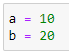 a = 10
b = 20